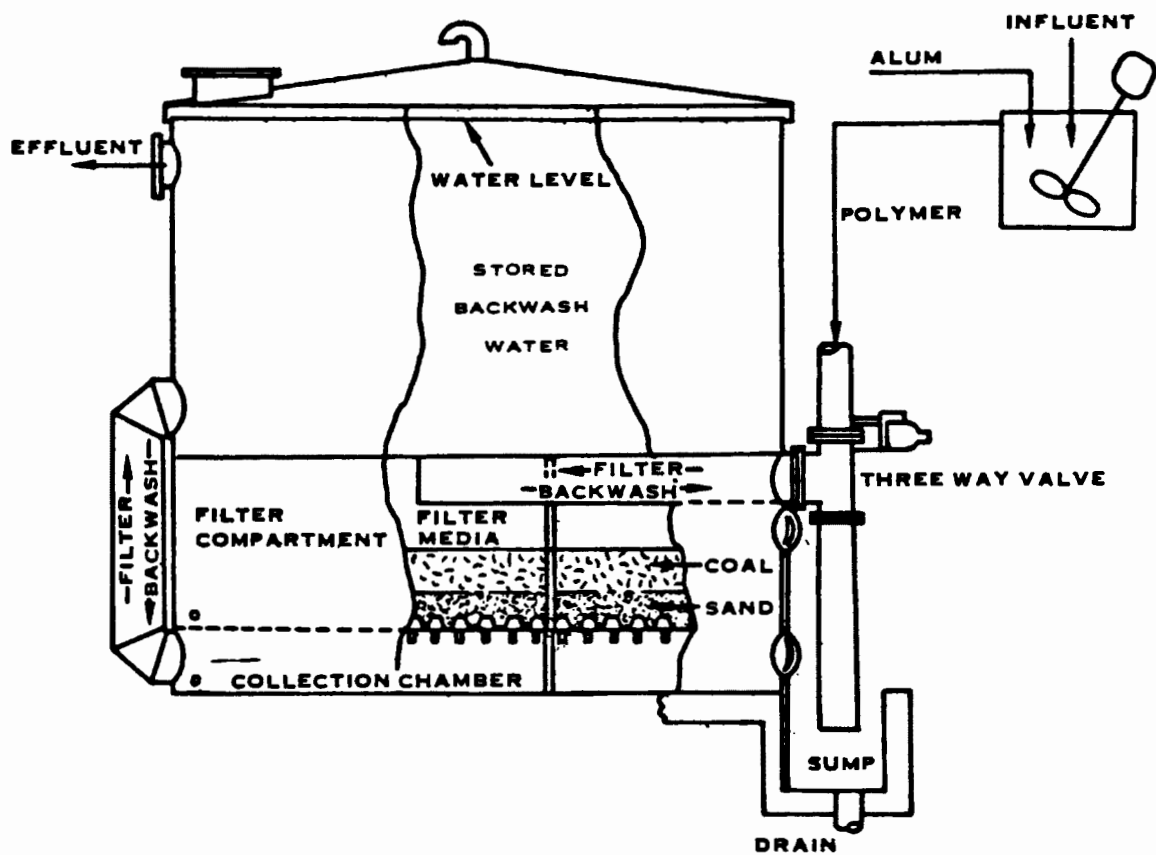 INFLUENT
ALUM
EFFLUENT
WATER LEVEL
POLYMER
STORED
BACKWASH
WATER
FILTER
BACKWASH
FILTER
BACKWASH
THREE WAY VALVE
FILTER
COMPARTMENT
FILTER
MEDIA
COAL
SAND
COLLECTION CHAMBER
SUMP
DRAIN